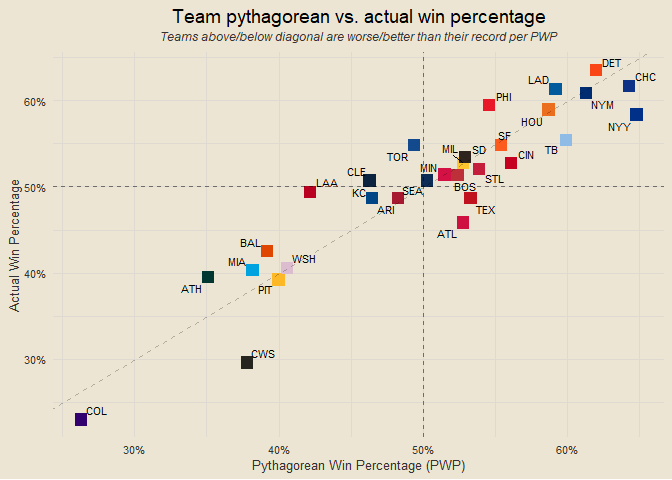 Team pythagorean vs. actual win percentage
Teams above/below diagonal are worse/better than their record per PWP
DET
LAD
CHC
60%
PHI
NYM
HOU
NYY
SF
TB
TOR
MIL
SD
CIN
CLE
MIN
STL
LAA
50%
KC
SEA
BOS
ARI
TEX
ATL
BAL
WSH
MIA
40%
ATH
PIT
30%
CWS
COL
Actual Win Percentage
30%
40%
50%
60%
Pythagorean Win Percentage (PWP)